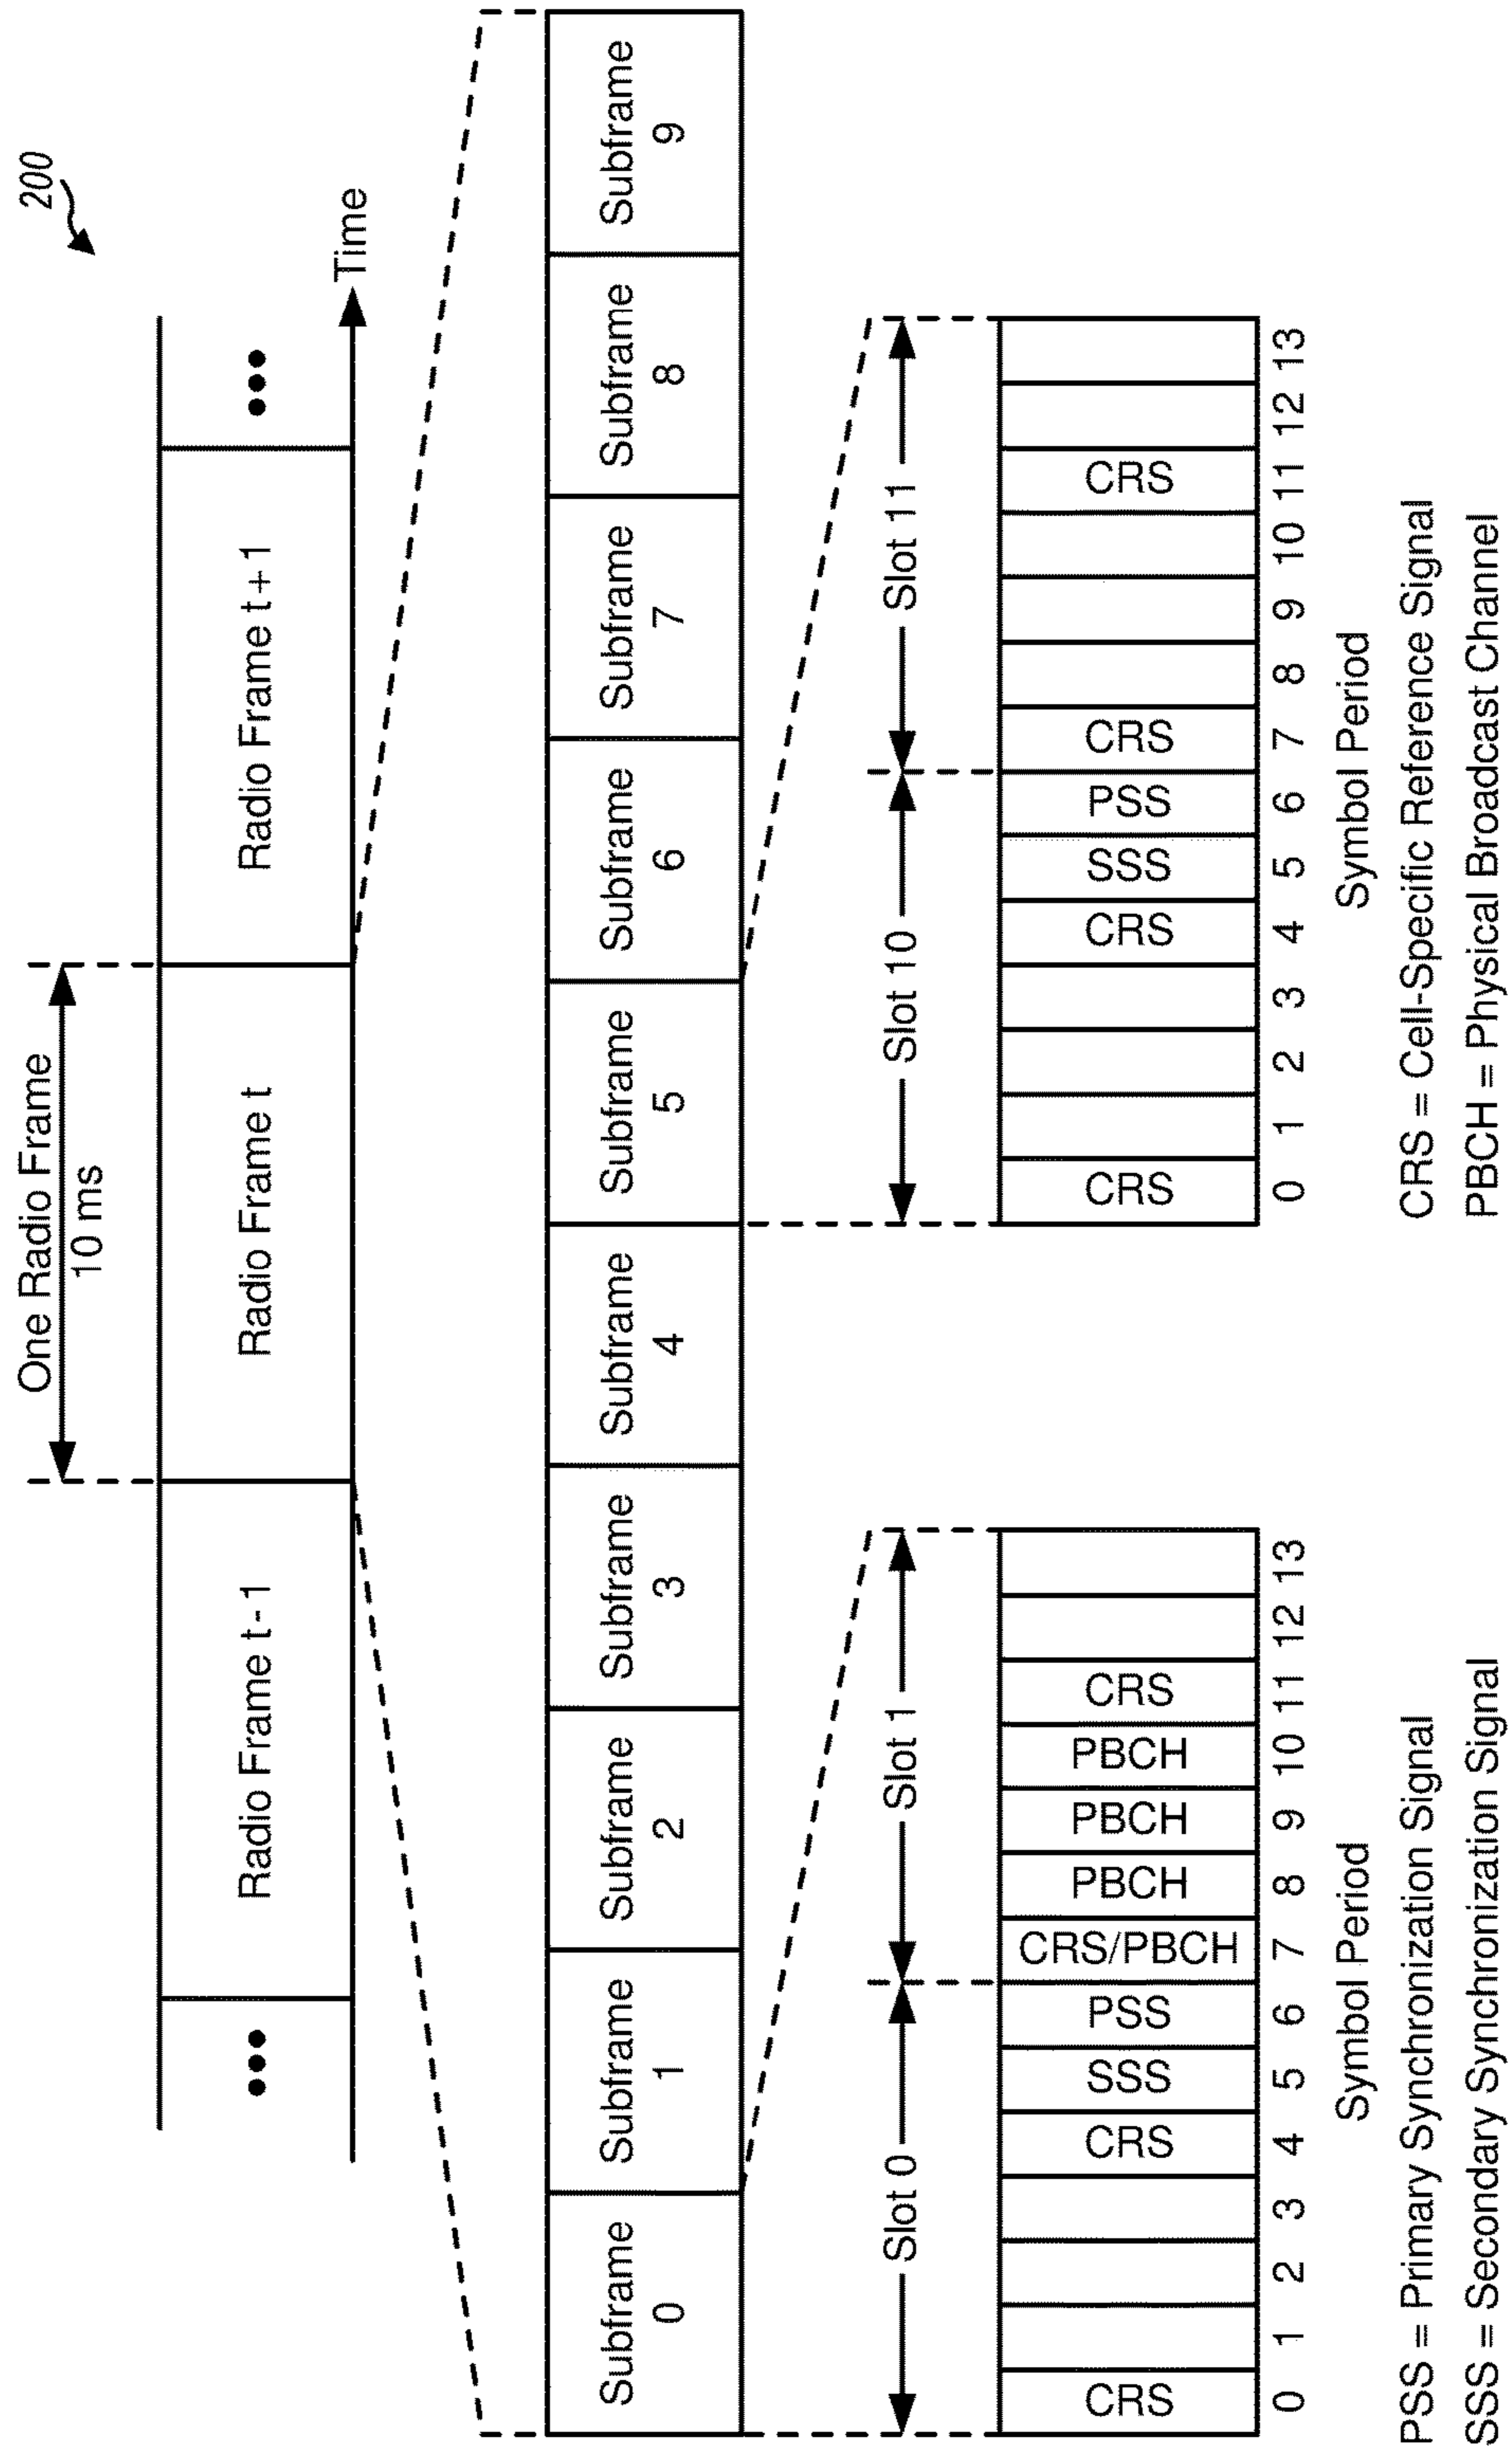 200
One Radio Frame
10 ms
••• Radio Frame t-1 Radio Frame t Radio Frame t+1 •••
Time
Subframe 0 Subframe 1 Subframe 2 Subframe 3 Subframe 4 Subframe 5 Subframe 6 Subframe 7 Subframe 8 Subframe 9
Slot 0 Slot 1
CRS CRS SSS PSS CRS/PBCH PBCH PBCH PBCH CRS
0 1 2 3 4 5 6 7 8 9 10 11 12 13
Symbol Period
Slot 10 Slot 11
CRS CRS SSS PSS CRS CRS
0 1 2 3 4 5 6 7 8 9 10 11 12 13
Symbol Period
PSS = Primary Synchronization Signal
SSS = Secondary Synchronization Signal
CRS = Cell-Specific Reference Signal
PBCH = Physical Broadcast Channel